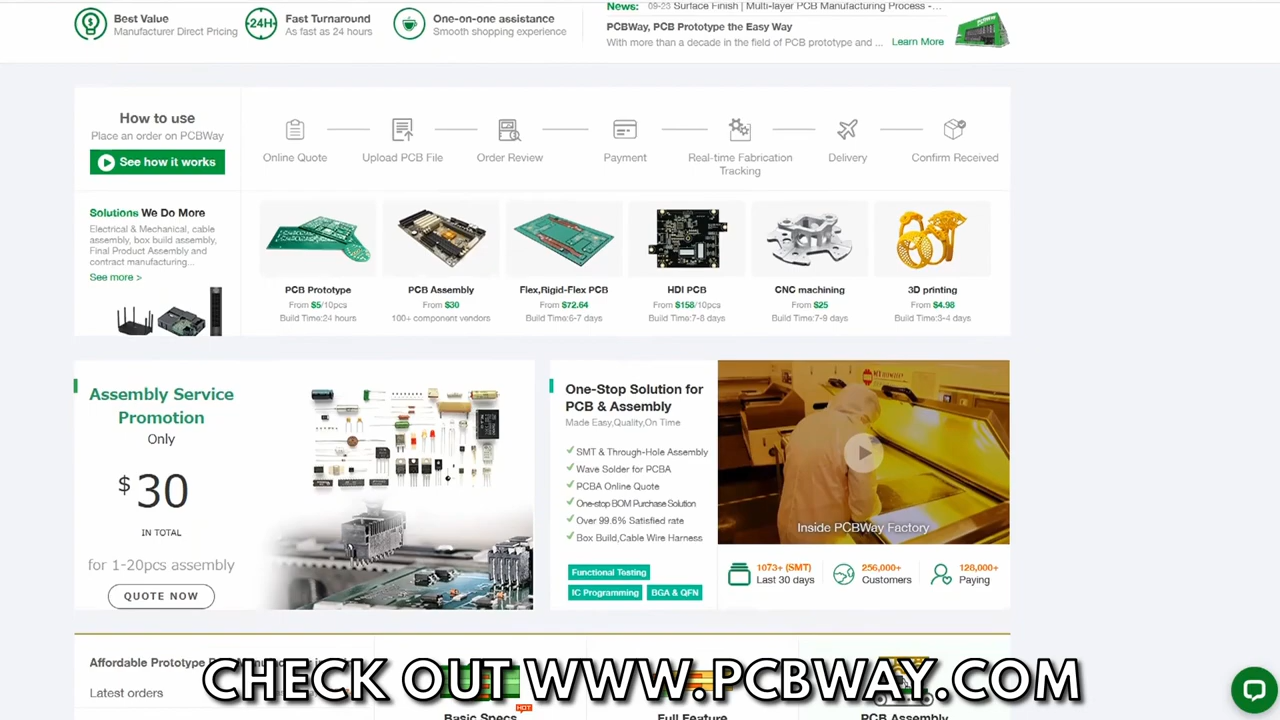 Best Value
Manufacturer Direct Pricing
24H
Fast Turnaround
As fast as 24 hours
One-on-one assistance
Smooth shopping experience
News: 09-23 Surface Finish | Multi-layer PCB Manufacturing Process -...
PCBWay, PCB Prototype the Easy Way
With more than a decade in the field of PCB prototype and ... Learn More
How to use
Place an order on PCBWay
See how it works
Online Quote
Upload PCB File
Order Review
Payment
Real-time Fabrication
Tracking
Delivery
Confirm Received
Solutions We Do More
Electrical & Mechanical, cable
assembly, box build assembly,
Final Product Assembly and
contract manufacturing...
See more >
PCB Prototype
From $5/10pcs
Build Time:24 hours
PCB Assembly
From $30
100+ component vendors
Flex,Rigid-Flex PCB
From $72.64
Build Time:6-7 days
HDI PCB
From $158/10pcs
Build Time:7-8 days
CNC machining
From $25
Build Time:7-9 days
3D printing
From $4.98
Build Time:3-4 days
Assembly Service
Promotion
Only
$30
IN TOTAL
for 1-20pcs assembly
QUOTE NOW
One-Stop Solution for
PCB & Assembly
Made Easy,Quality,On Time
SMT & Through-Hole Assembly
Wave Solder for PCBA
PCBA Online Quote
One-stop BOM Purchase Solution
Over 99.6% Satisfied rate
Box Build,Cable Wire Harness
Functional Testing
IC Programming
BGA & QFN
Inside PCBWay Factory
1073+ (SMT)
Last 30 days
256,000+
Customers
128,000+
Paying
Affordable Prototype
Latest orders
HOT
Basic Specs
Full Feature
PCB Assembly
CHECK OUT WWW.PCBWAY.COM